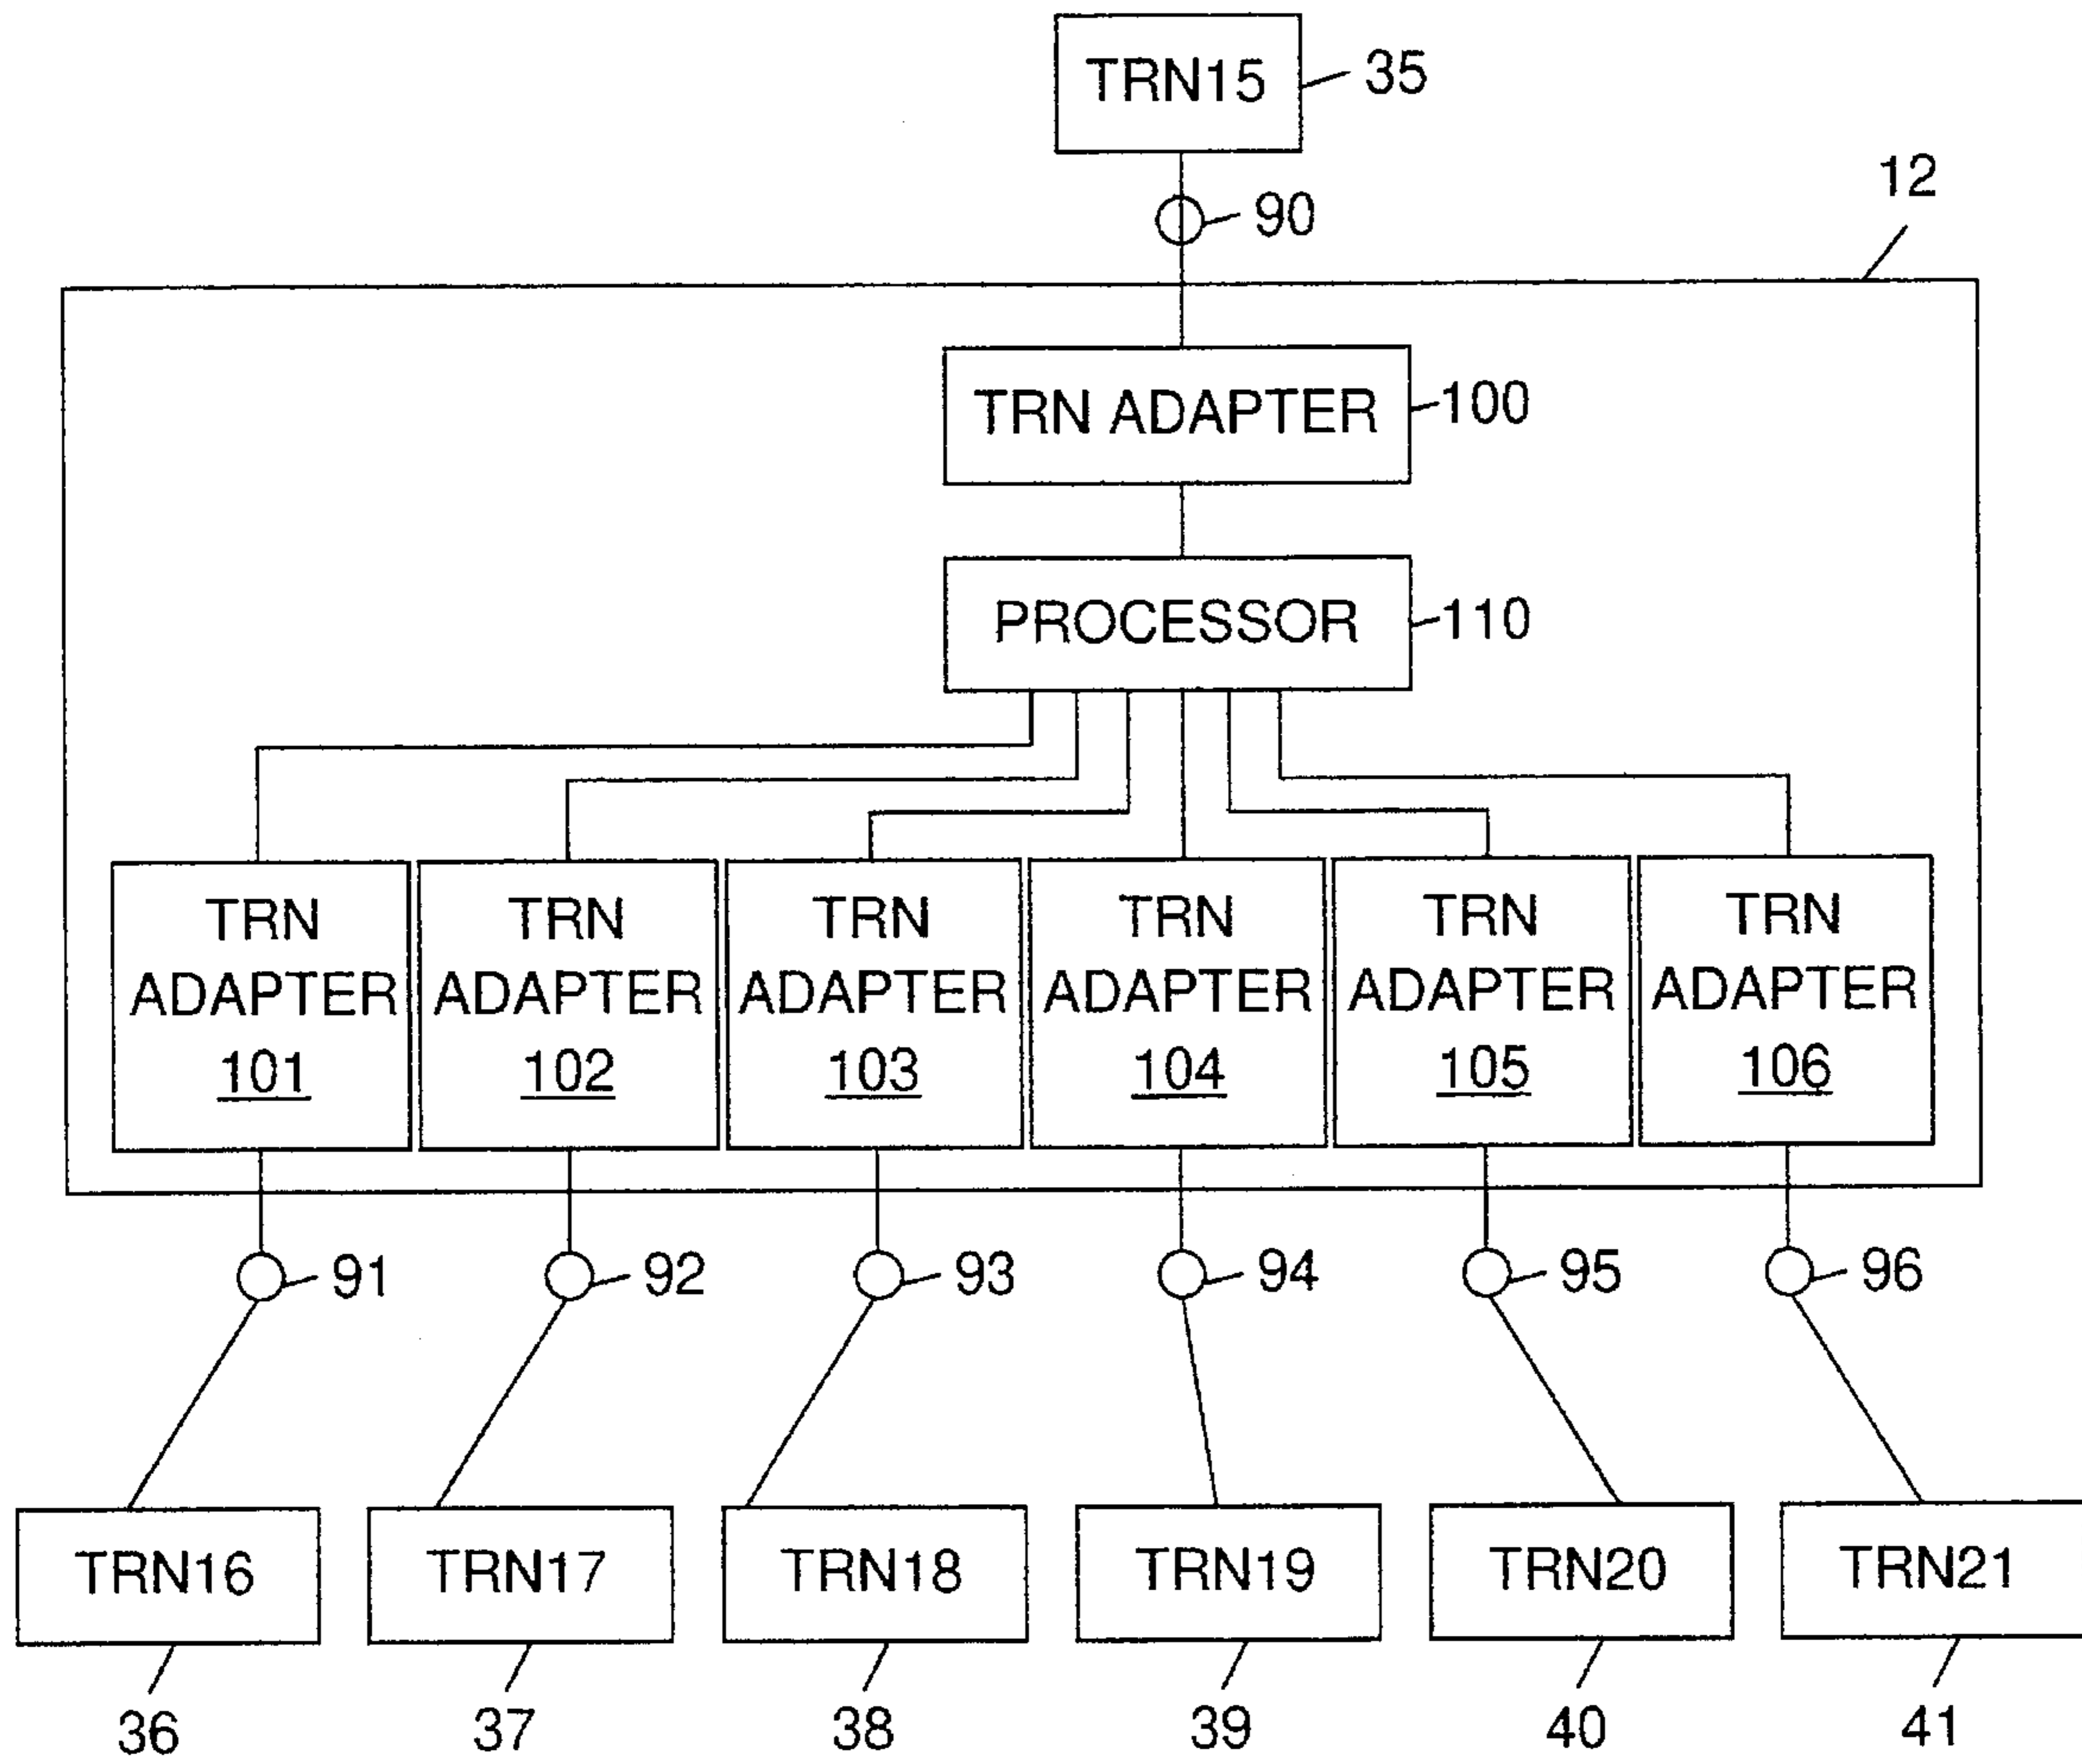 TRN15
35
90
12
TRN ADAPTER
100
PROCESSOR
110
TRN
ADAPTER
101
TRN
ADAPTER
102
TRN
ADAPTER
103
TRN
ADAPTER
104
TRN
ADAPTER
105
TRN
ADAPTER
106
91
92
93
94
95
96
TRN16
TRN17
TRN18
TRN19
TRN20
TRN21
36
37
38
39
40
41